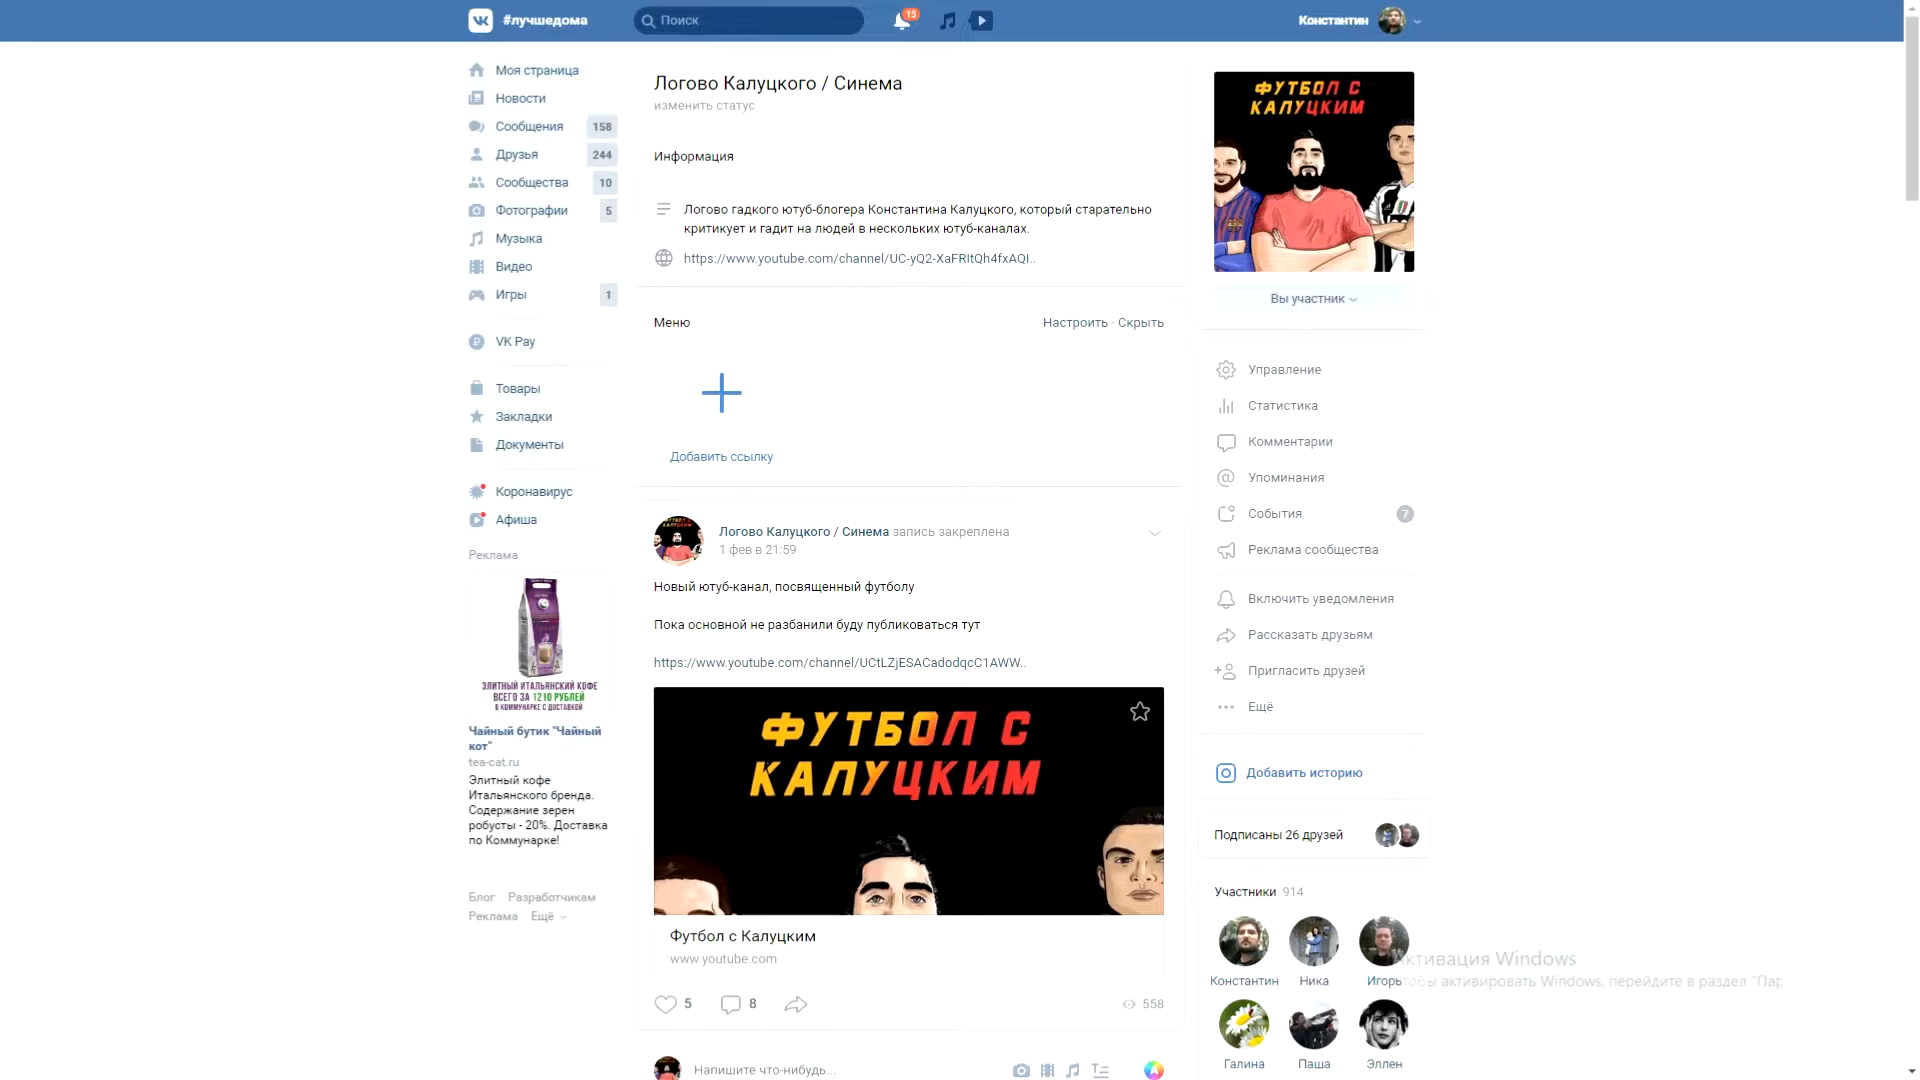 #лучшедома
Поиск
15
Константин
Моя страница
Новости
Сообщения 158
Друзья 244
Сообщества 10
Фотографии 5
Музыка
Видео
Игры 1
VK Pay
Товары
Закладки
Документы
Коронавирус
Афиша
Реклама
ЭЛИТНЫЙ ИТАЛЬЯНСКИЙ КОФЕ
ВСЕГО ЗА 1210 РУБЛЕЙ
В КОММУНАРКЕ С ДОСТАВКОЙ
Чайный бутик "Чайный
кот"
tea-cat.ru
Элитный кофе
Итальянского бренда.
Содержание зерен
робусты - 20%. Доставка
по Коммунарке!
Блог Разработчикам
Реклама Ещё
Логово Калуцкого / Синема
изменить статус
Информация
Логово гадкого ютуб-блогера Константина Калуцкого, который старательно
критикует и гадит на людей в нескольких ютуб-каналах.
https://www.youtube.com/channel/UC-yQ2-XaFRItQh4fxAQI..
Меню
Настроить · Скрыть
Добавить ссылку
Логово Калуцкого / Синема запись закреплена
1 фев в 21:59
Новый ютуб-канал, посвященный футболу
Пока основной не разбанили буду публиковаться тут
https://www.youtube.com/channel/UCtLZjESACadodqcC1AWW..
ФУТБОЛ С
КАЛУЦКИМ
Футбол с Калуцким
www.youtube.com
5 8 558
Напишите что-нибудь...
ФУТБОЛ С
КАЛУЦКИМ
Вы участник
Управление
Статистика
Комментарии
Упоминания
События 7
Реклама сообщества
Включить уведомления
Рассказать друзьям
Пригласить друзей
Ещё
Добавить историю
Подписаны 26 друзей
Участники 914
Константин Ника Игорь
Галина Паша Эллен
Активация Windows
активировать Windows, перейдите в раздел